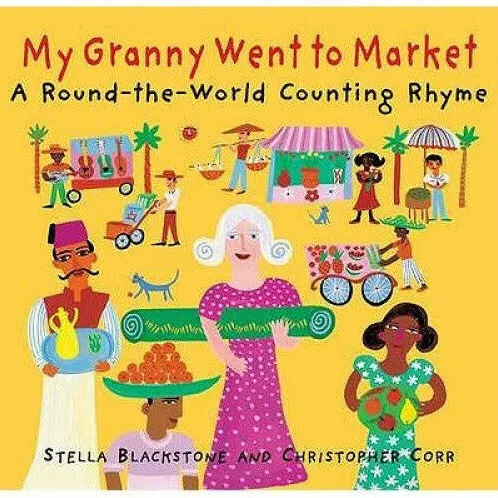 My Granny Went to Market
A Round-the-World Counting Rhyme
Stella Blackstone and Christopher Corr